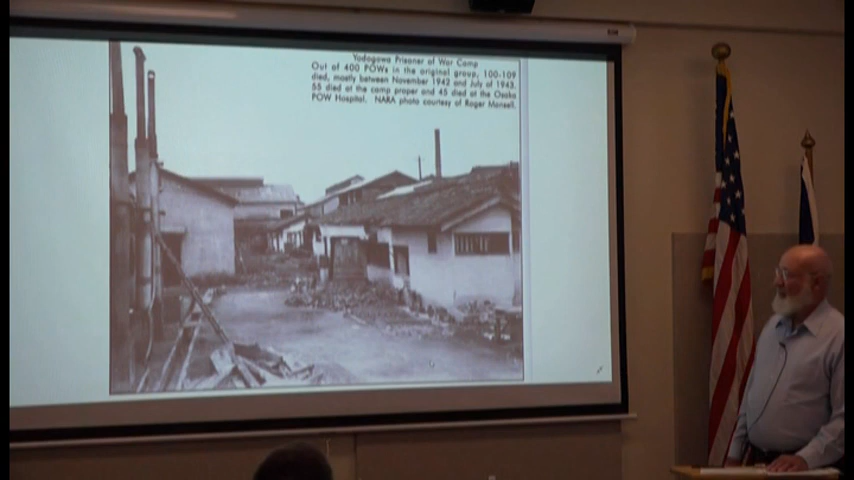 Yodogawa Prisoner of War Camp
Out of 400 POWs in the original group, 100-109
died, mostly between November 1942 and July of 1943.
55 died at the camp proper and 45 died at the Osaka
POW Hospital. NARA photo courtesy of Roger Mansell.